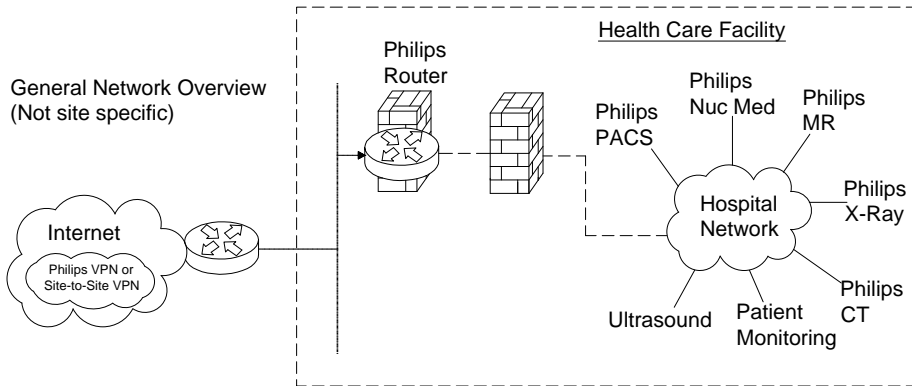 General Network Overview
(Not site specific)
Health Care Facility
Philips
Router
Philips
PACS
Philips
Nuc Med
Philips
MR
Internet
Philips VPN or
Site-to-Site VPN
Hospital
Network
Philips
X-Ray
Ultrasound
Patient
Monitoring
Philips
CT